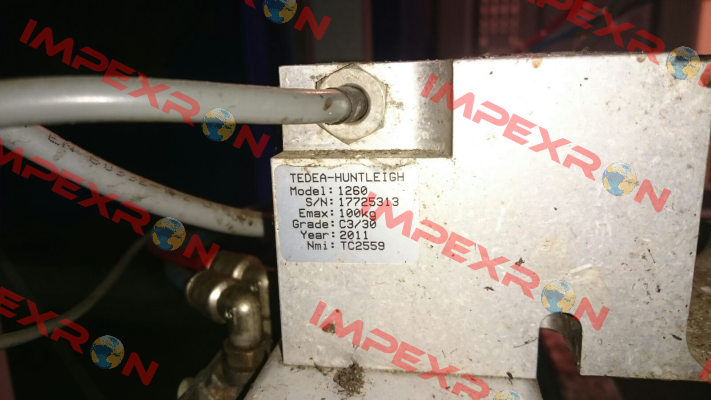 IMPEXRON
IMPEXRON
IMPEXRON
IMPEXRON
IMPEXRON
IMPEXRON
IMPEXRON
TEDEA-HUNTLEIGH
Model: 1260
S/N: 17725313
Emax: 100kg
Grade: C3/30
Year: 2011
Nmi: TC2559